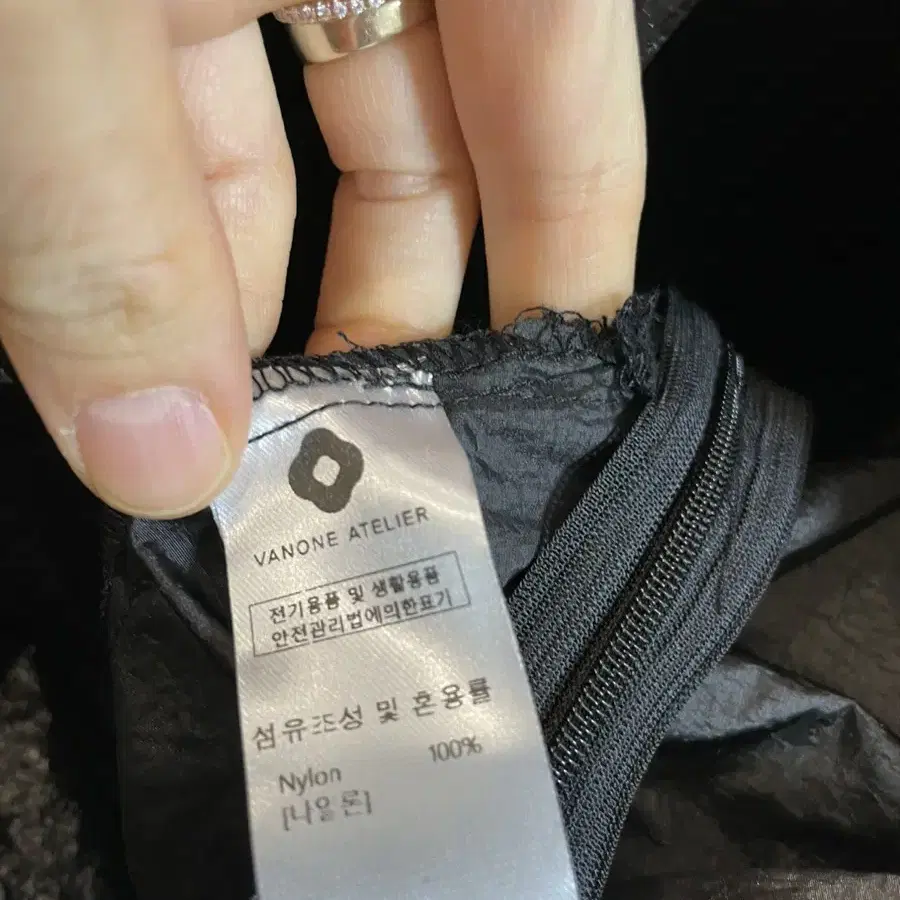 VANONE ATELIER
전기용품 및 생활용품
안전관리법에의한표기
섬유조성 및 혼용률
Nylon 100%
[나일론]